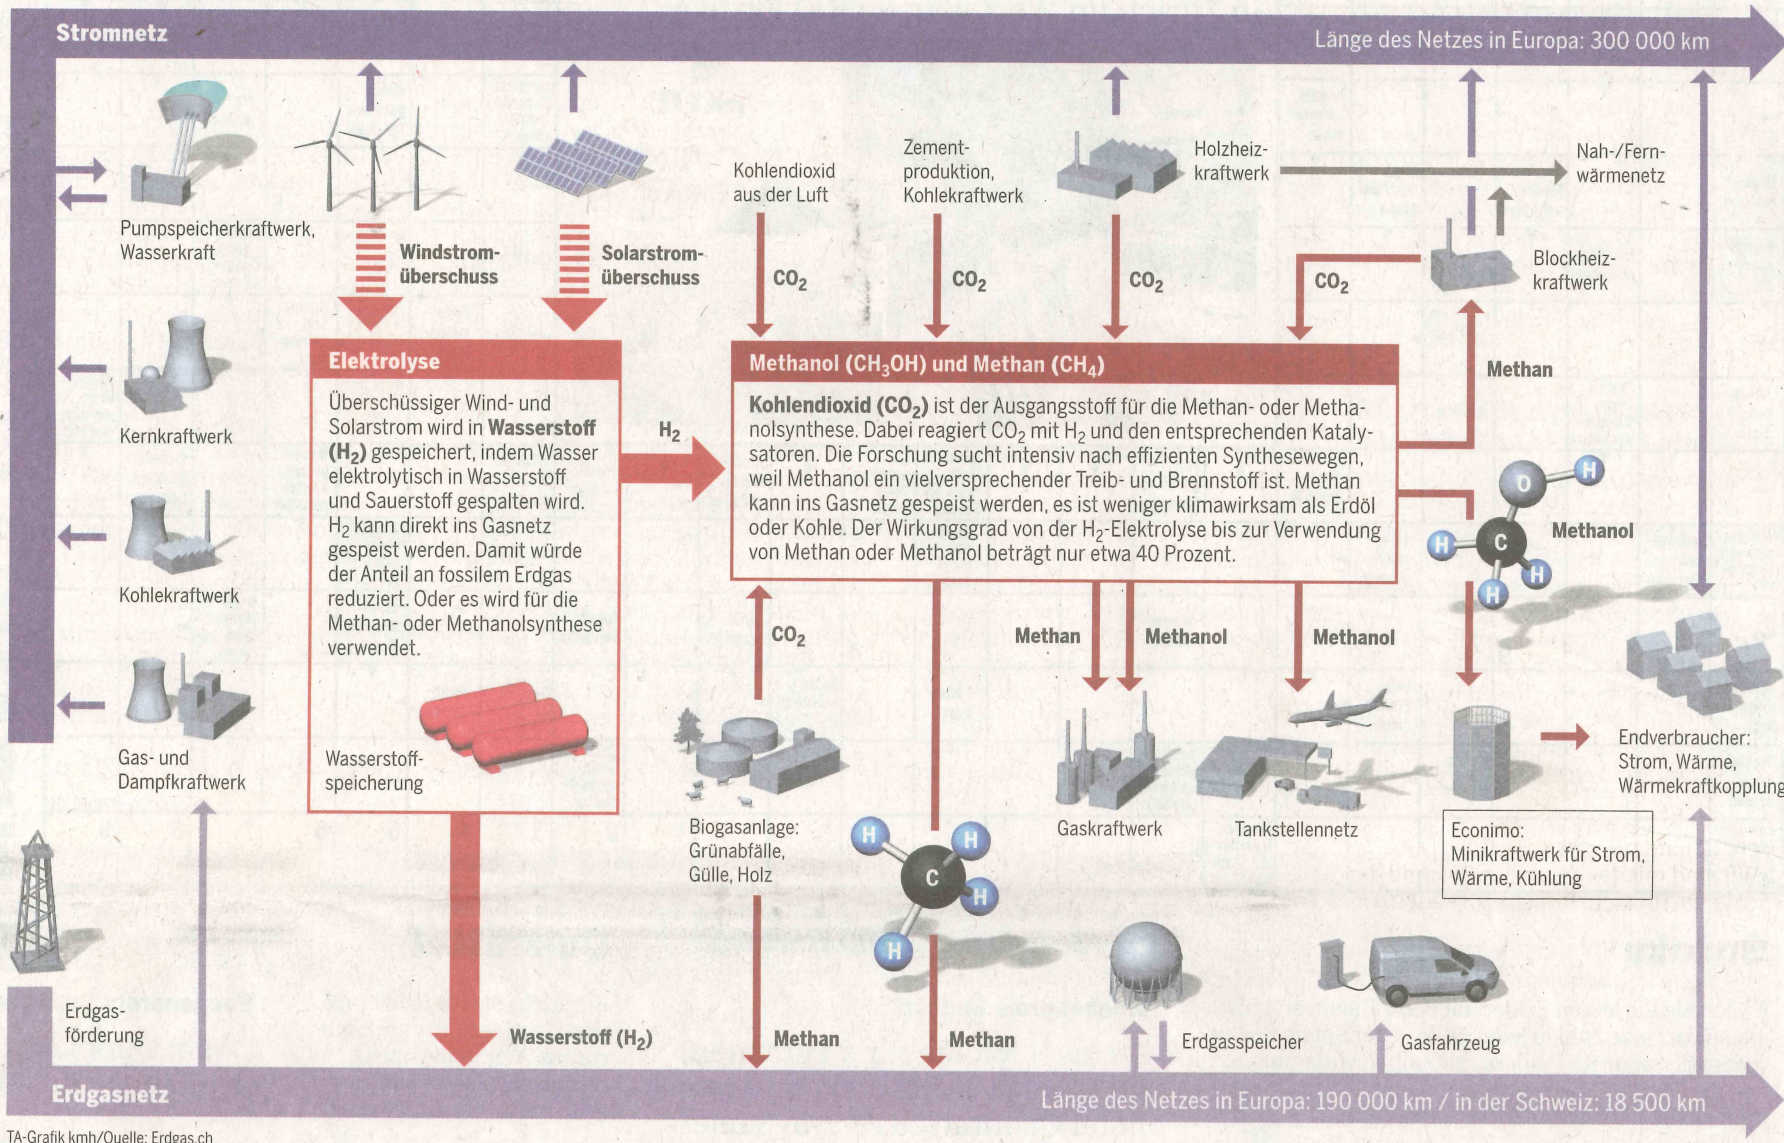 Stromnetz
Länge des Netzes in Europa: 300 000 km
Pumpspeicherkraftwerk,
Wasserkraft
Kernkraftwerk
Kohlekraftwerk
Gas- und
Dampfkraftwerk
Erdgas-
förderung
Windstrom-
überschuss
Solarstrom-
überschuss
Kohlendioxid
aus der Luft
CO₂
Zement-
produktion,
Kohlekraftwerk
CO₂
Holzheiz-
kraftwerk
CO₂
Nah-/Fern-
wärmenetz
Blockheiz-
kraftwerk
CO₂
Methan
Elektrolyse
Überschüssiger Wind- und
Solarstrom wird in Wasserstoff
(H₂) gespeichert, indem Wasser
elektrolytisch in Wasserstoff
und Sauerstoff gespalten wird.
H₂ kann direkt ins Gasnetz
gespeist werden. Damit würde
der Anteil an fossilem Erdgas
reduziert. Oder es wird für die
Methan- oder Methanolsynthese
verwendet.
Wasserstoff-
speicherung
H₂
Methanol (CH₃OH) und Methan (CH₄)
Kohlendioxid (CO₂) ist der Ausgangsstoff für die Methan- oder Metha-
nolsynthese. Dabei reagiert CO₂ mit H₂ und den entsprechenden Kataly-
satoren. Die Forschung sucht intensiv nach effizienten Synthesewegen,
weil Methanol ein vielversprechender Treib- und Brennstoff ist. Methan
kann ins Gasnetz gespeist werden, es ist weniger klimawirksam als Erdöl
oder Kohle. Der Wirkungsgrad von der H₂-Elektrolyse bis zur Verwendung
von Methan oder Methanol beträgt nur etwa 40 Prozent.
O
H
H
C
H
H
Methanol
CO₂
Methan
Methanol
Methanol
Biogasanlage:
Grünabfälle,
Gülle, Holz
H
H
C
H
H
Gaskraftwerk
Tankstellennetz
Econimo:
Minikraftwerk für Strom,
Wärme, Kühlung
Endverbraucher:
Strom, Wärme,
Wärmekraftkopplung
Wasserstoff (H₂)
Methan
Methan
Erdgasspeicher
Gasfahrzeug
Erdgasnetz
Länge des Netzes in Europa: 190 000 km / in der Schweiz: 18 500 km
TA-Grafik kmh/Quelle: Erdgas.ch